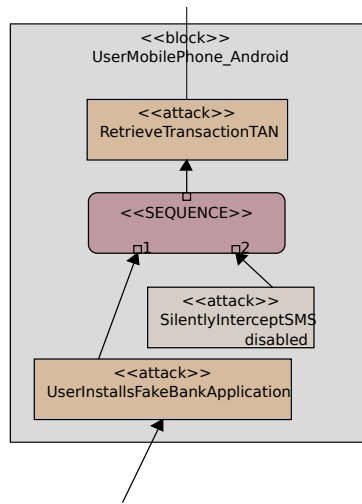 <<block>>
UserMobilePhone_Android
<<attack>>
RetrieveTransactionTAN
<<SEQUENCE>>
1
2
<<attack>>
SilentlyInterceptSMS
disabled
<<attack>>
UserInstallsFakeBankApplication